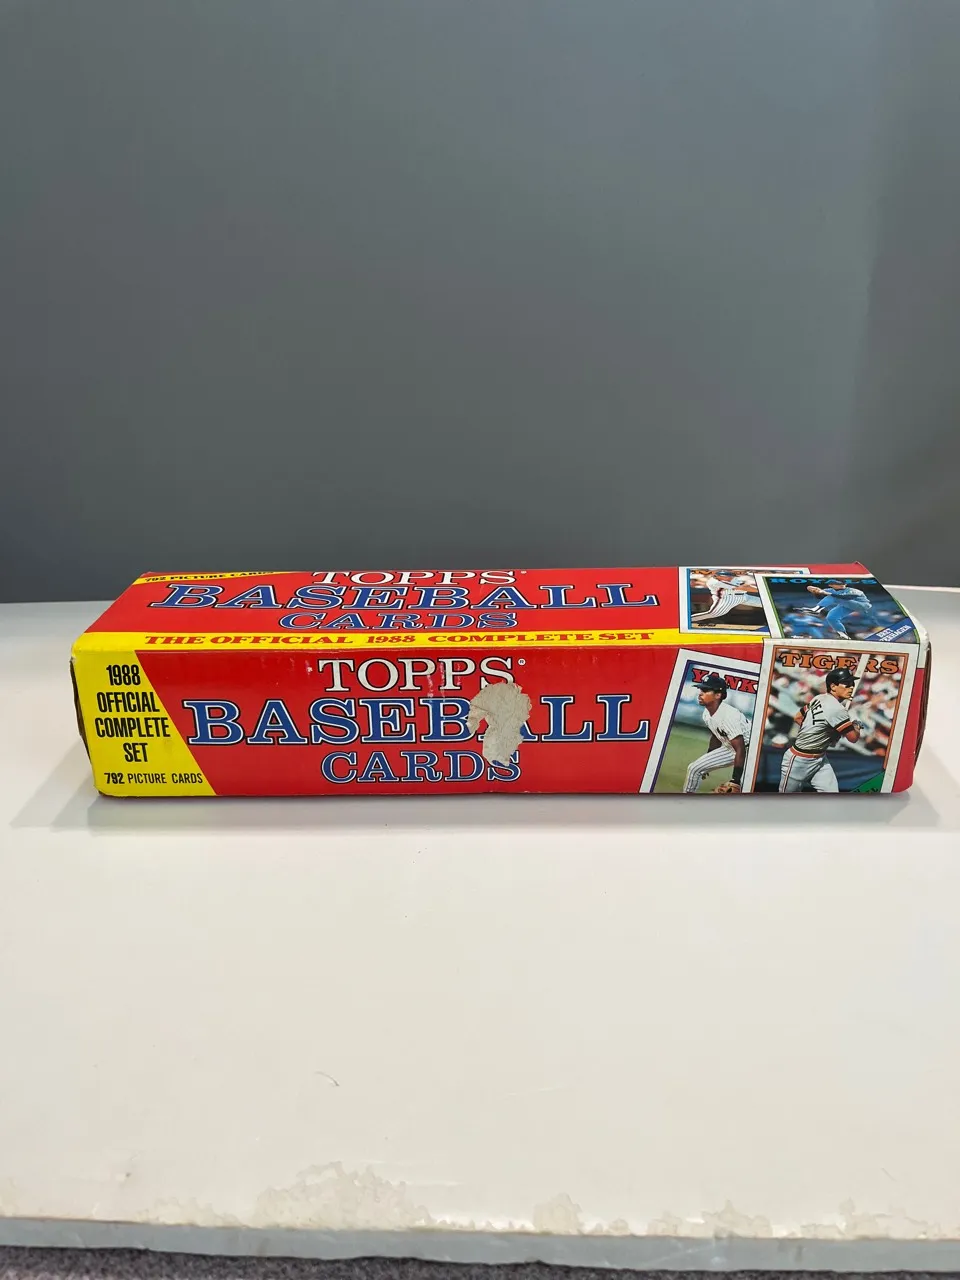 792 PICTURE CARDS
TOPPS®
BASEBALL
CARDS
THE OFFICIAL 1988 COMPLETE SET
ROYALS
1988
OFFICIAL
COMPLETE
SET
792 PICTURE CARDS
TOPPS®
BASEBALL
CARDS
YANK
TIGERS